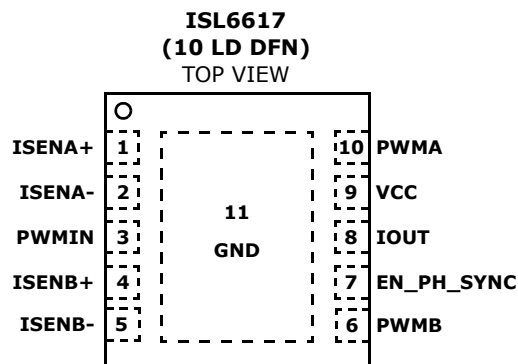 ISL6617
(10 LD DFN)
TOP VIEW
ISENA+ 1 10 PWMA
ISENA- 2 9 VCC
11
PWMIN 3 8 IOUT
GND
ISENB+ 4 7 EN_PH_SYNC
ISENB- 5 6 PWMB